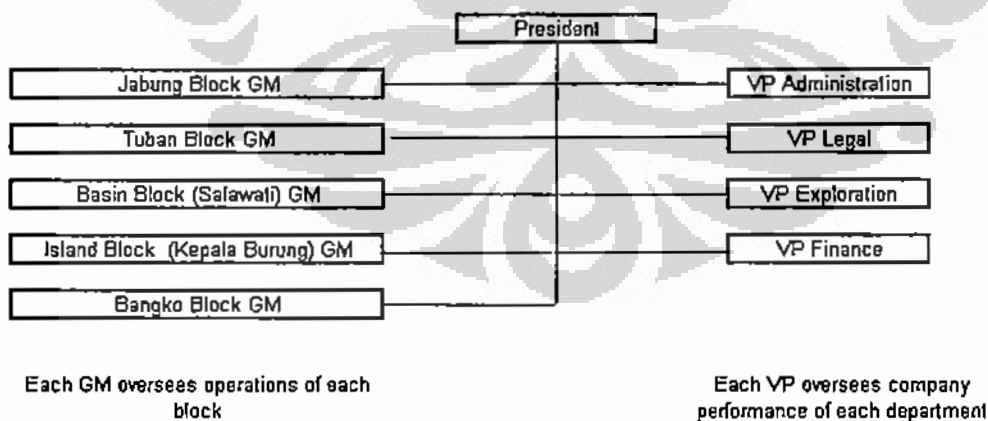 President
Jabung Block GM
VP Administration
Tuban Block GM
VP Legal
Basin Block (Salawati) GM
VP Exploration
Island Block (Kepala Burung) GM
VP Finance
Bangko Block GM
Each GM oversees operations of each
block
Each VP oversees company
performance of each department